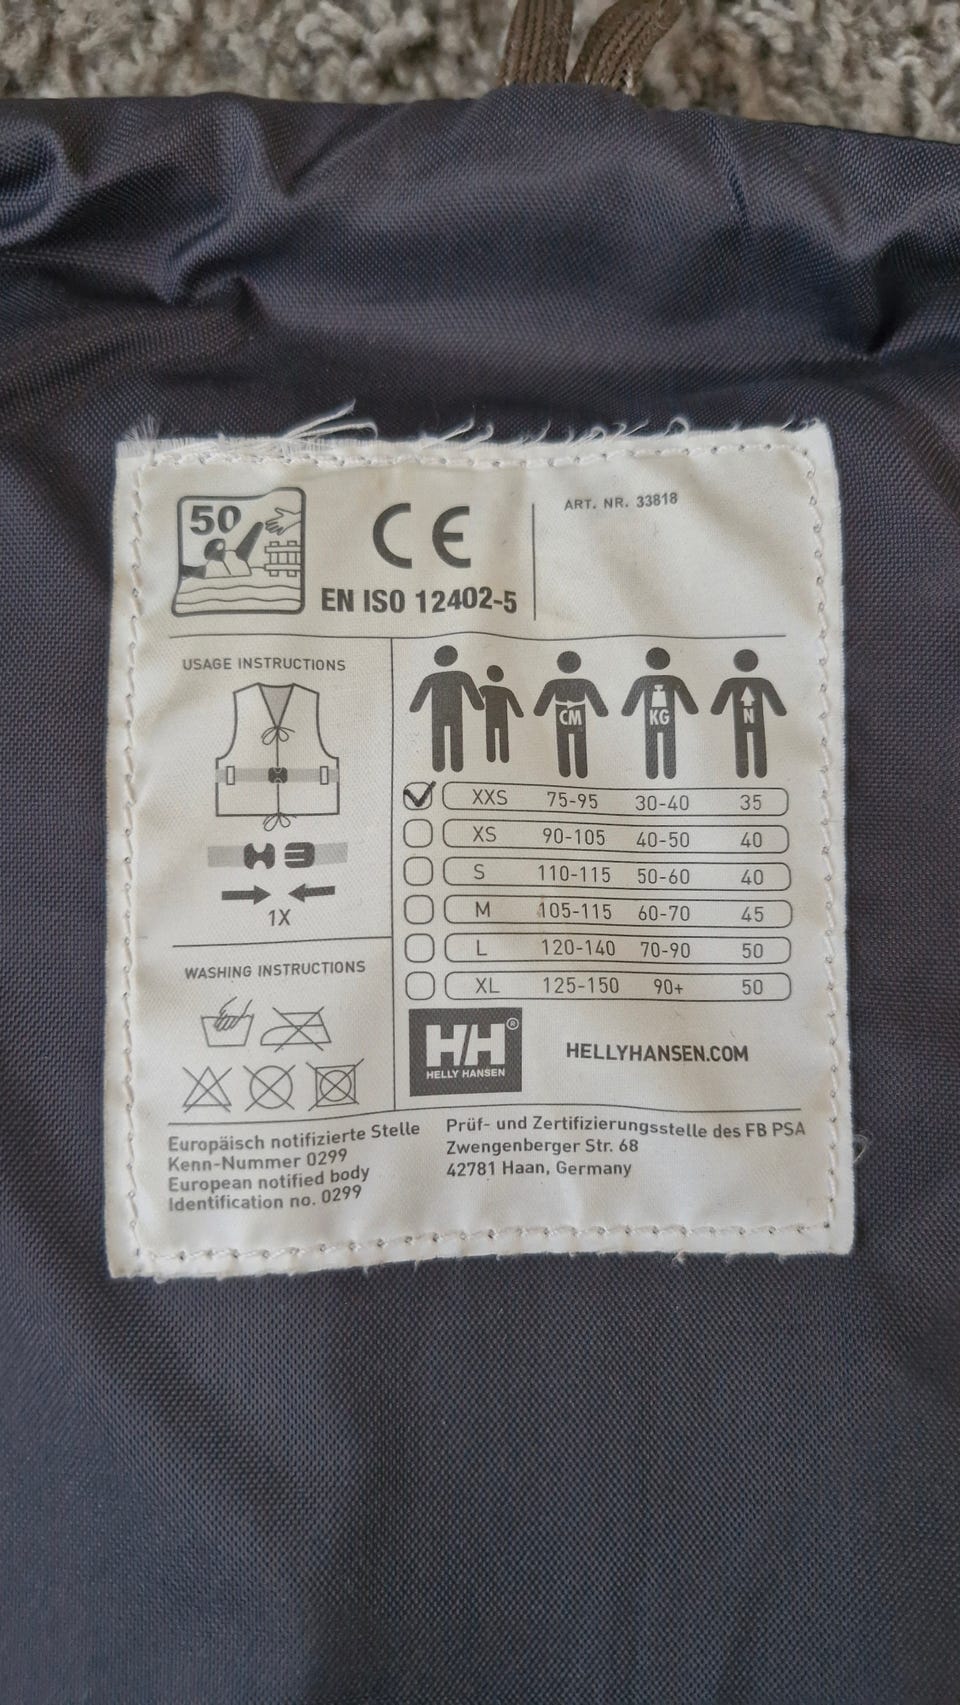 50
CE
EN ISO 12402-5
ART. NR. 33818
USAGE INSTRUCTIONS
1X
WASHING INSTRUCTIONS
CM KG N
XXS 75-95 30-40 35
XS 90-105 40-50 40
S 110-115 50-60 40
M 105-115 60-70 45
L 120-140 70-90 50
XL 125-150 90+ 50
HH®
HELLY HANSEN
HELLYHANSEN.COM
Europäisch notifizierte Stelle
Kenn-Nummer 0299
European notified body
Identification no. 0299
Prüf- und Zertifizierungsstelle des FB PSA
Zwengenberger Str. 68
42781 Haan, Germany